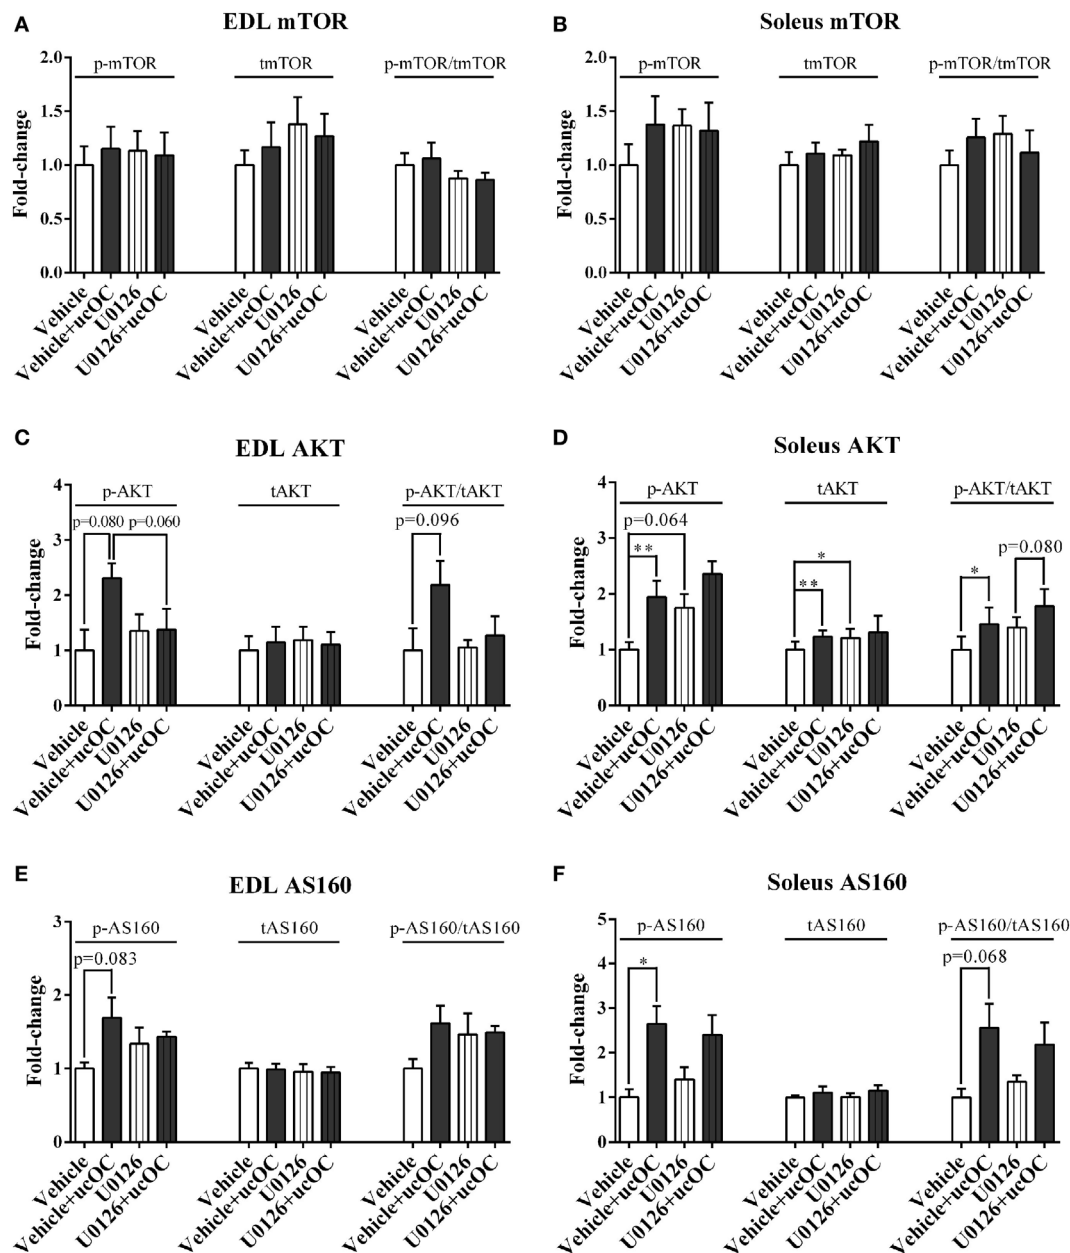 A
EDL mTOR
p-mTOR
tmTOR
p-mTOR/tmTOR
Fold-change
2.0
1.5
1.0
0.5
0.0
Vehicle
Vehicle+ucOC
U0126
U0126+ucOC
Vehicle
Vehicle+ucOC
U0126
U0126+ucOC
Vehicle
Vehicle+ucOC
U0126
U0126+ucOC
B
Soleus mTOR
p-mTOR
tmTOR
p-mTOR/tmTOR
Fold-change
2.0
1.5
1.0
0.5
0.0
Vehicle
Vehicle+ucOC
U0126
U0126+ucOC
Vehicle
Vehicle+ucOC
U0126
U0126+ucOC
Vehicle
Vehicle+ucOC
U0126
U0126+ucOC
C
EDL AKT
p-AKT
tAKT
p-AKT/tAKT
p=0.080
p=0.060
p=0.096
Fold-change
4
3
2
1
0
Vehicle
Vehicle+ucOC
U0126
U0126+ucOC
Vehicle
Vehicle+ucOC
U0126
U0126+ucOC
Vehicle
Vehicle+ucOC
U0126
U0126+ucOC
D
Soleus AKT
p-AKT
tAKT
p-AKT/tAKT
p=0.064
**
*
**
*
p=0.080
Fold-change
4
3
2
1
0
Vehicle
Vehicle+ucOC
U0126
U0126+ucOC
Vehicle
Vehicle+ucOC
U0126
U0126+ucOC
Vehicle
Vehicle+ucOC
U0126
U0126+ucOC
E
EDL AS160
p-AS160
tAS160
p-AS160/tAS160
p=0.083
Fold-change
3
2
1
0
Vehicle
Vehicle+ucOC
U0126
U0126+ucOC
Vehicle
Vehicle+ucOC
U0126
U0126+ucOC
Vehicle
Vehicle+ucOC
U0126
U0126+ucOC
F
Soleus AS160
p-AS160
tAS160
p-AS160/tAS160
*
p=0.068
Fold-change
5
4
3
2
1
0
Vehicle
Vehicle+ucOC
U0126
U0126+ucOC
Vehicle
Vehicle+ucOC
U0126
U0126+ucOC
Vehicle
Vehicle+ucOC
U0126
U0126+ucOC